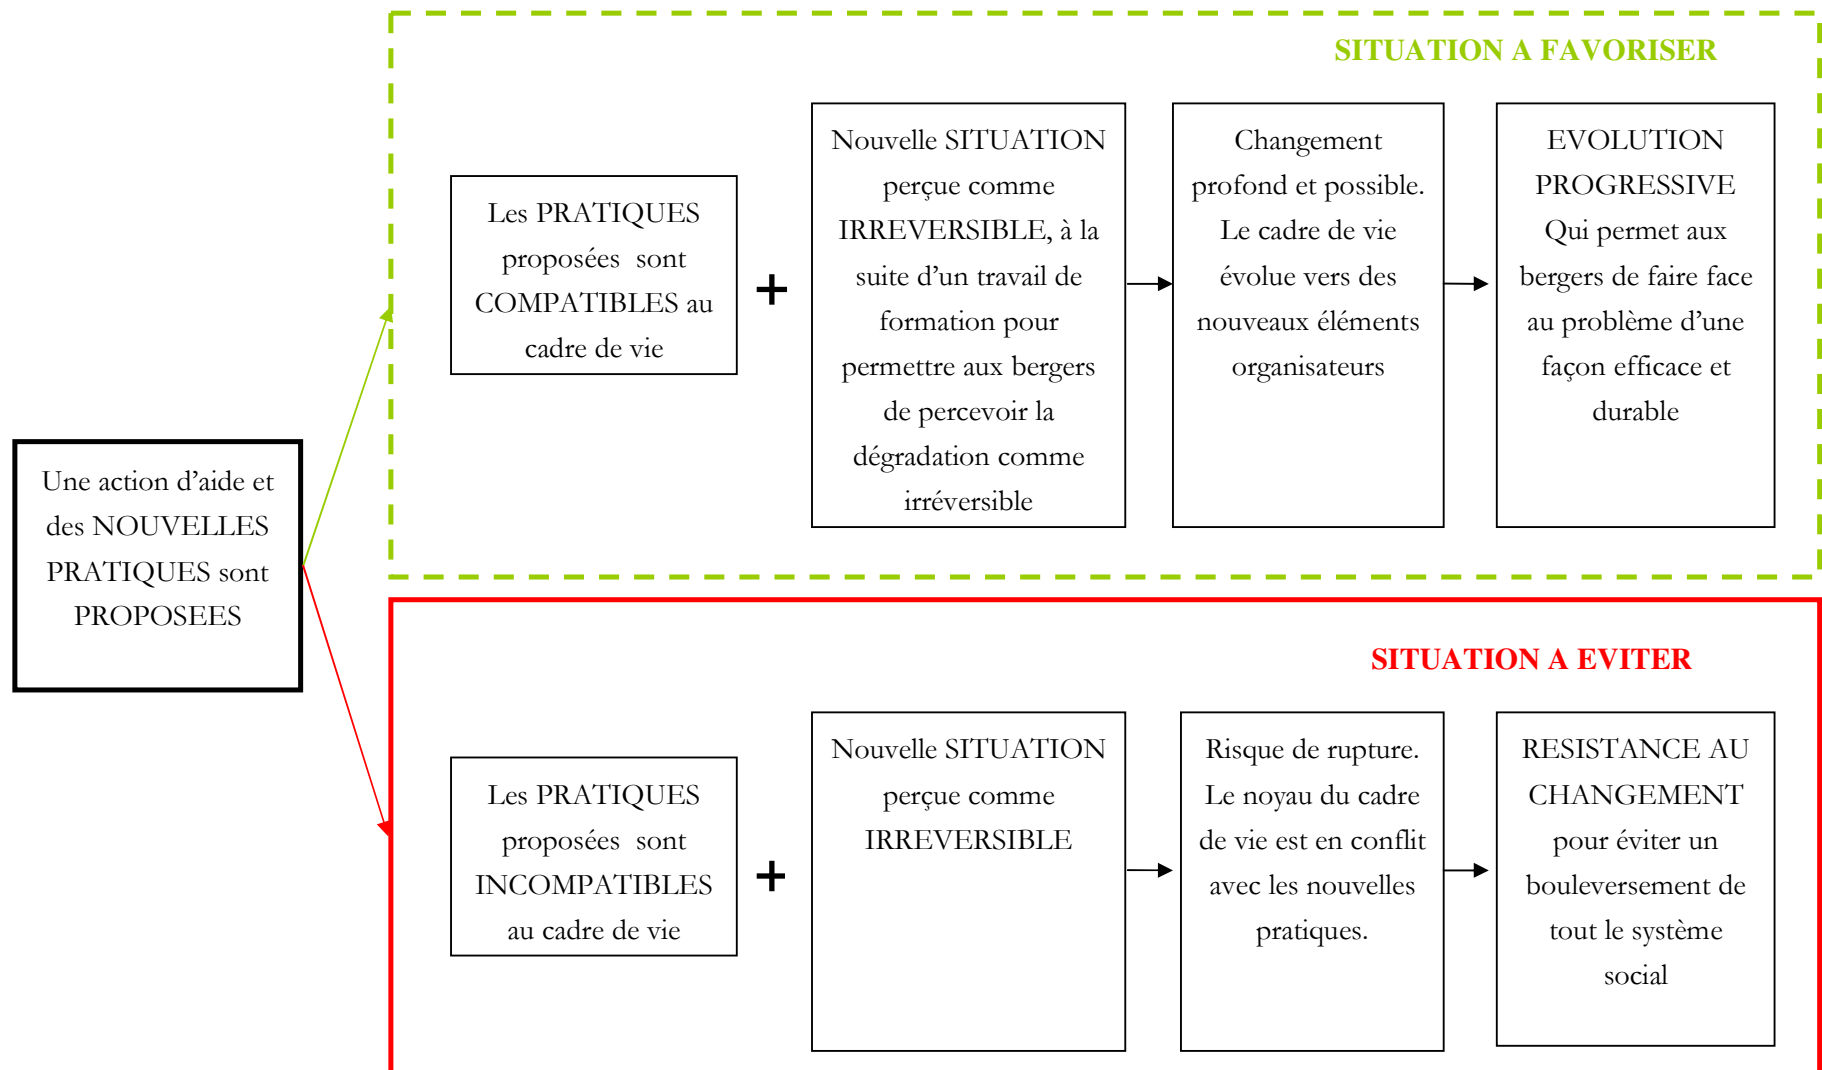 SITUATION A FAVORISER
Les PRATIQUES
proposées sont
COMPATIBLES au
cadre de vie
+
Nouvelle SITUATION
perçue comme
IRREVERSIBLE, à la
suite d'un travail de
formation pour
permettre aux bergers
de percevoir la
dégradation comme
irréversible
Changement
profond et possible.
Le cadre de vie
évolue vers des
nouveaux éléments
organisateurs
EVOLUTION
PROGRESSIVE
Qui permet aux
bergers de faire face
au problème d'une
façon efficace et
durable
Une action d'aide et
des NOUVELLES
PRATIQUES sont
PROPOSEES
SITUATION A EVITER
Les PRATIQUES
proposées sont
INCOMPATIBLES
au cadre de vie
+
Nouvelle SITUATION
perçue comme
IRREVERSIBLE
Risque de rupture.
Le noyau du cadre
de vie est en conflit
avec les nouvelles
pratiques.
RESISTANCE AU
CHANGEMENT
pour éviter un
bouleversement de
tout le système
social